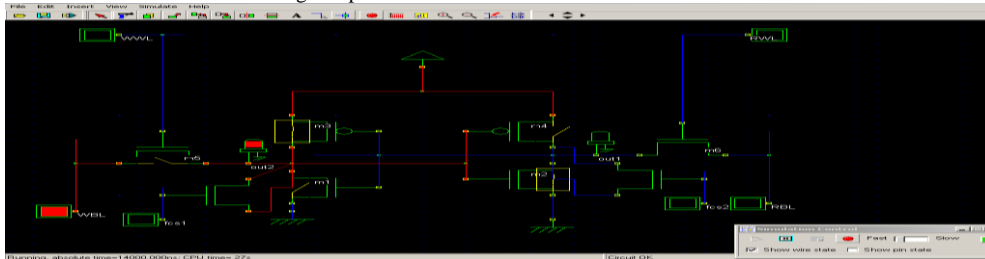 File Edit Insert View Simulate Help
WWL
RWL
m3
m4
m5
m6
out2
out1
m1
m2
WBL
fcs1
fcs2
RBL
Simulation Control
Fast
Slow
Show wire state
Show pin state
Running, absolute time=14000.000ns; CPU time= 27s
Circuit OK